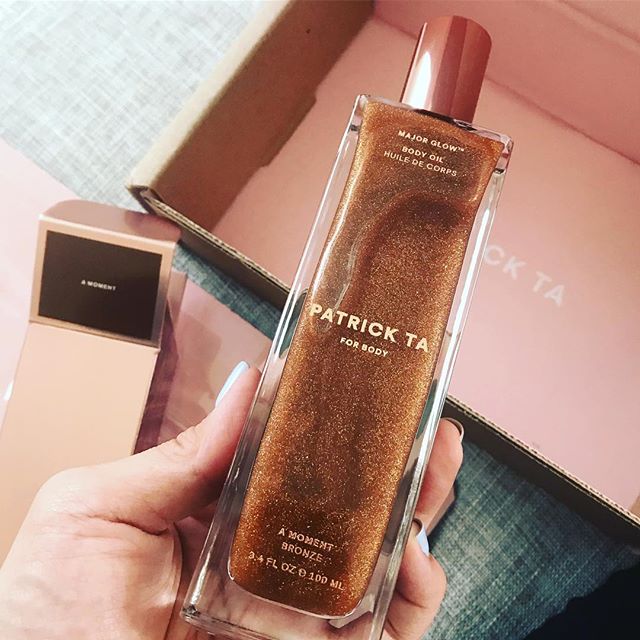 MAJOR GLOW™
BODY OIL
HUILE DE CORPS
PATRICK TA
FOR BODY
A MOMENT
BRONZE
3.4 FL OZ ℮ 100 ML
A MOMENT
CK TA